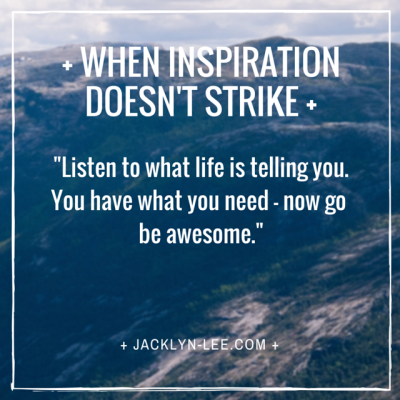 + WHEN INSPIRATION
DOESN'T STRIKE +
"Listen to what life is telling you.
You have what you need - now go
be awesome."
+ JACKLYN-LEE.COM +